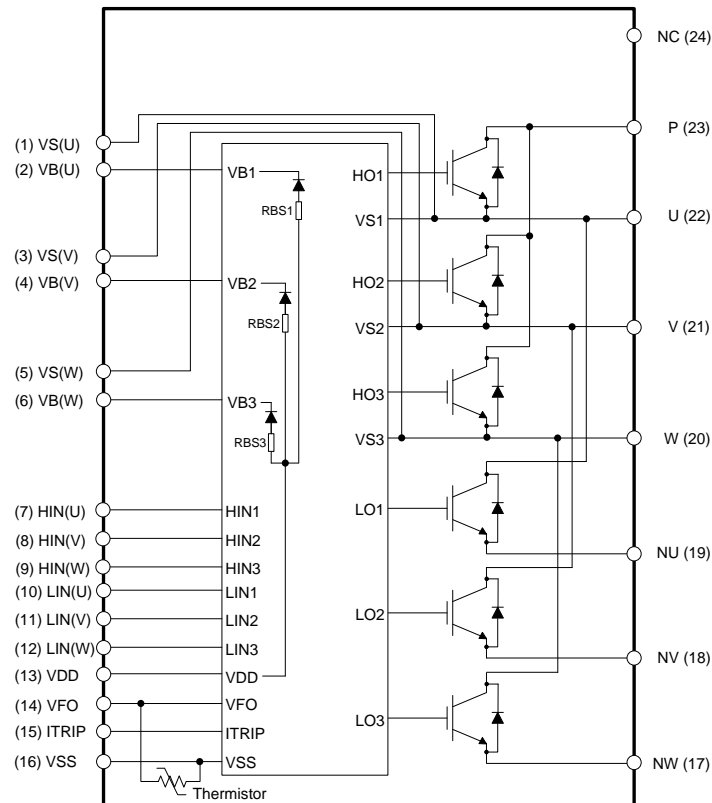 NC (24)
P (23)
(1) VS(U)
(2) VB(U)
VB1
HO1
RBS1
VS1
U (22)
(3) VS(V)
(4) VB(V)
VB2
HO2
RBS2
VS2
V (21)
(5) VS(W)
(6) VB(W)
VB3
HO3
RBS3
VS3
W (20)
(7) HIN(U)
HIN1
LO1
(8) HIN(V)
HIN2
NU (19)
(9) HIN(W)
HIN3
(10) LIN(U)
LIN1
(11) LIN(V)
LIN2
LO2
(12) LIN(W)
LIN3
NV (18)
(13) VDD
VDD
(14) VFO
VFO
LO3
(15) ITRIP
ITRIP
(16) VSS
VSS
NW (17)
Thermistor